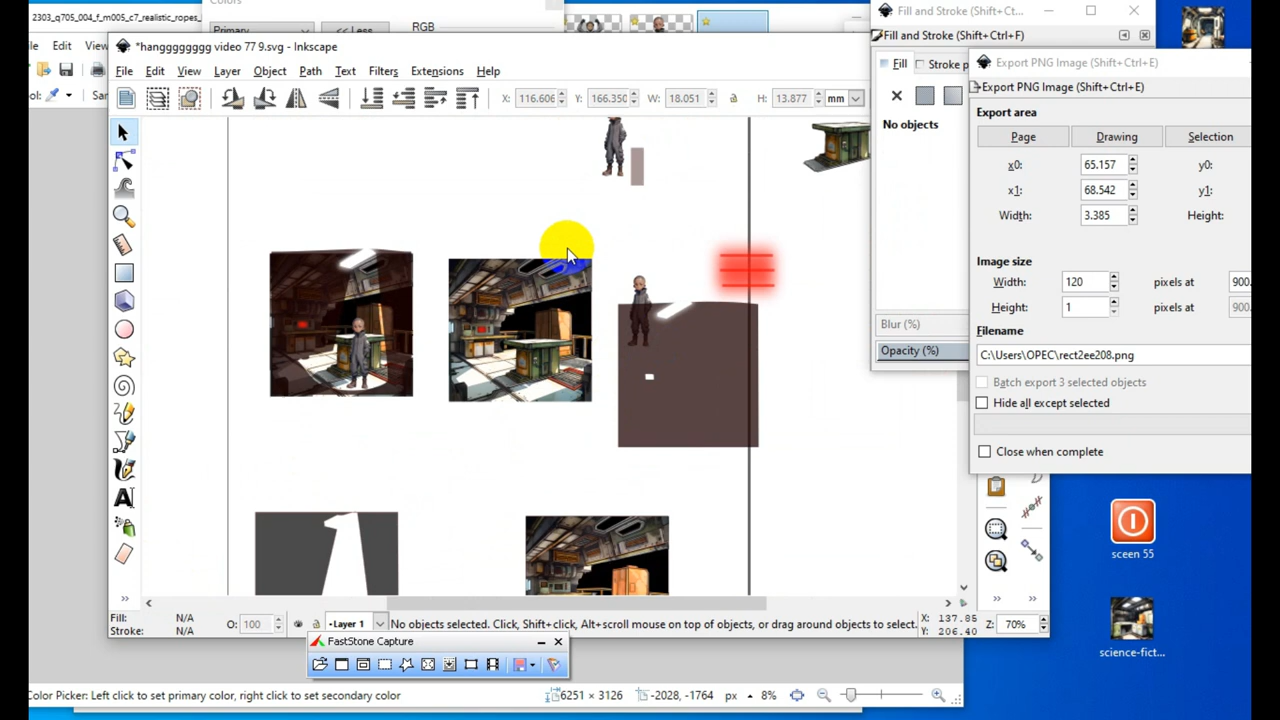 2303_q705_004_f_m005_c7_realistic_ropes_
Colors
Primary
<< Less
RGB
Fill and Stroke (Shift+Ct...
*hanggggggggg video 77 9.svg - Inkscape
Fill and Stroke (Shift+Ctrl+F)
Edit View
File Edit View Layer Object Path Text Filters Extensions Help
Fill Stroke p
Export PNG Image (Shift+Ctrl+E)
Export PNG Image (Shift+Ctrl+E)
X: 116.606 Y: 166.350 W: 18.051 H: 13.877 mm
No objects
Export area
Page Drawing Selection
x0: 65.157 y0:
x1: 68.542 y1:
Width: 3.385 Height:
Image size
Width: 120 pixels at 900.
Height: 1 pixels at 900.
Blur (%)
Opacity (%)
Filename
C:\Users\OPEC\rect2ee208.png
Batch export 3 selected objects
Hide all except selected
Close when complete
sceen 55
science-fict...
Fill: N/A
Stroke: N/A
O: 100
Layer 1
No objects selected. Click, Shift+click, Alt+scroll mouse on top of objects, or drag around objects to select.
X: 137.85
Y: 206.40
Z: 70%
FastStone Capture
Color Picker: Left click to set primary color, right click to set secondary color
6251 × 3126
-2028, -1764
px
8%